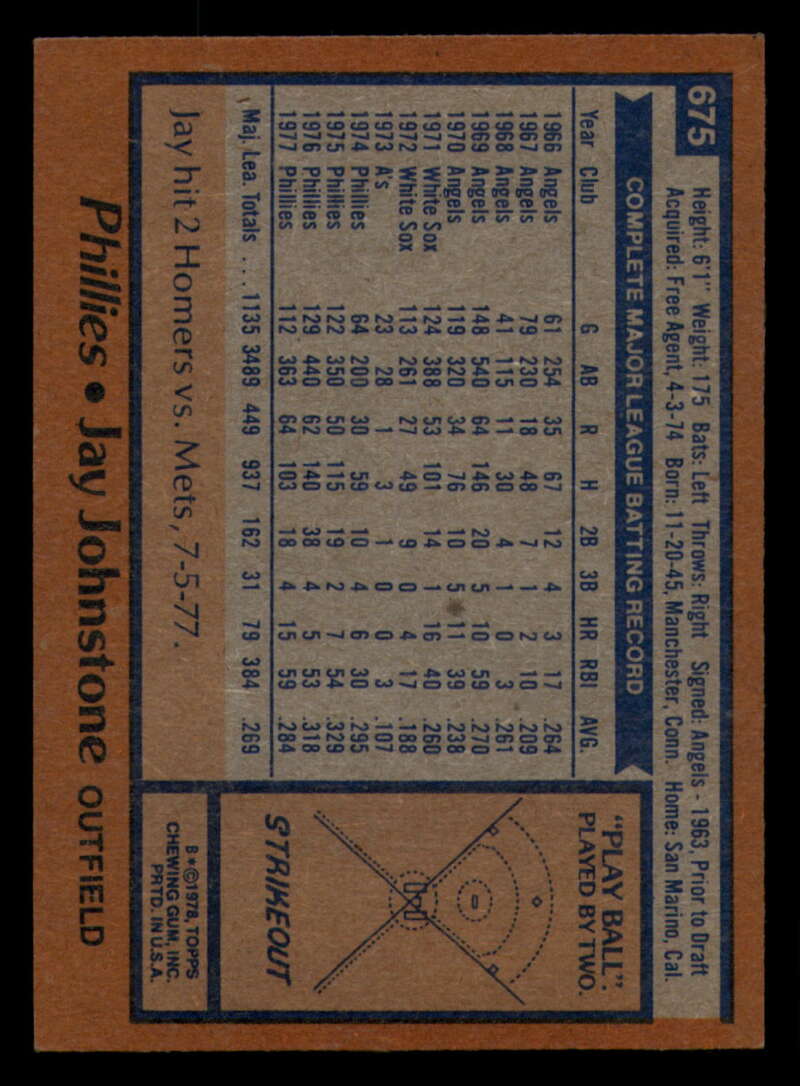 675
Height: 6'1" Weight: 175 Bats: Left Throws: Right Signed: Angels - 1963, Prior to Draft
Acquired: Free Agent, 4-3-74 Born: 11-20-45, Manchester, Conn. Home: San Marino, Cal.
COMPLETE MAJOR LEAGUE BATTING RECORD
Year Club G AB R H 2B 3B HR RBI AVG.
1966 Angels 61 254 35 67 12 4 3 17 .264
1967 Angels 79 230 18 48 7 1 2 10 .209
1968 Angels 41 115 11 30 4 1 0 3 .261
1969 Angels 148 540 64 146 20 5 10 59 .270
1970 Angels 119 320 34 76 10 5 11 39 .238
1971 White Sox 124 388 53 101 14 1 16 40 .260
1972 White Sox 113 261 27 49 9 0 4 17 .188
1973 A's 23 28 1 3 1 0 0 3 .107
1974 Phillies 64 200 30 59 10 4 6 30 .295
1975 Phillies 122 350 50 115 19 2 7 54 .329
1976 Phillies 129 440 62 140 38 4 5 53 .318
1977 Phillies 112 363 64 103 18 4 15 59 .284
Maj. Lea. Totals . . . 1135 3489 449 937 162 31 79 384 .269
Jay hit 2 Homers vs. Mets, 7-5-77.
"PLAY BALL".
PLAYED BY TWO.
STRIKEOUT
B*©1978, TOPPS
CHEWING GUM, INC.
PRTD. IN U.S.A.
Phillies • Jay Johnstone OUTFIELD